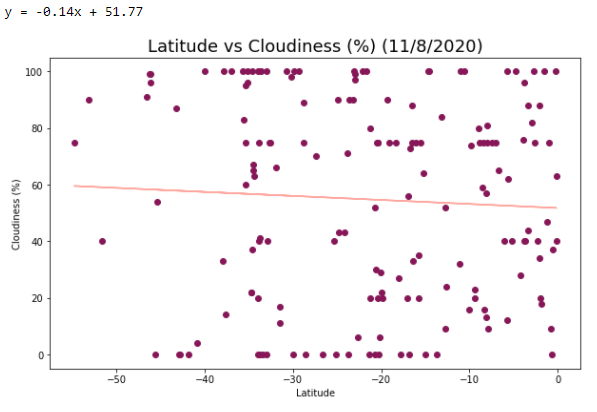 y = -0.14x + 51.77
Latitude vs Cloudiness (%) (11/8/2020)
100
80
60
40
20
0
Cloudiness (%)
−50 −40 −30 −20 −10 0
Latitude